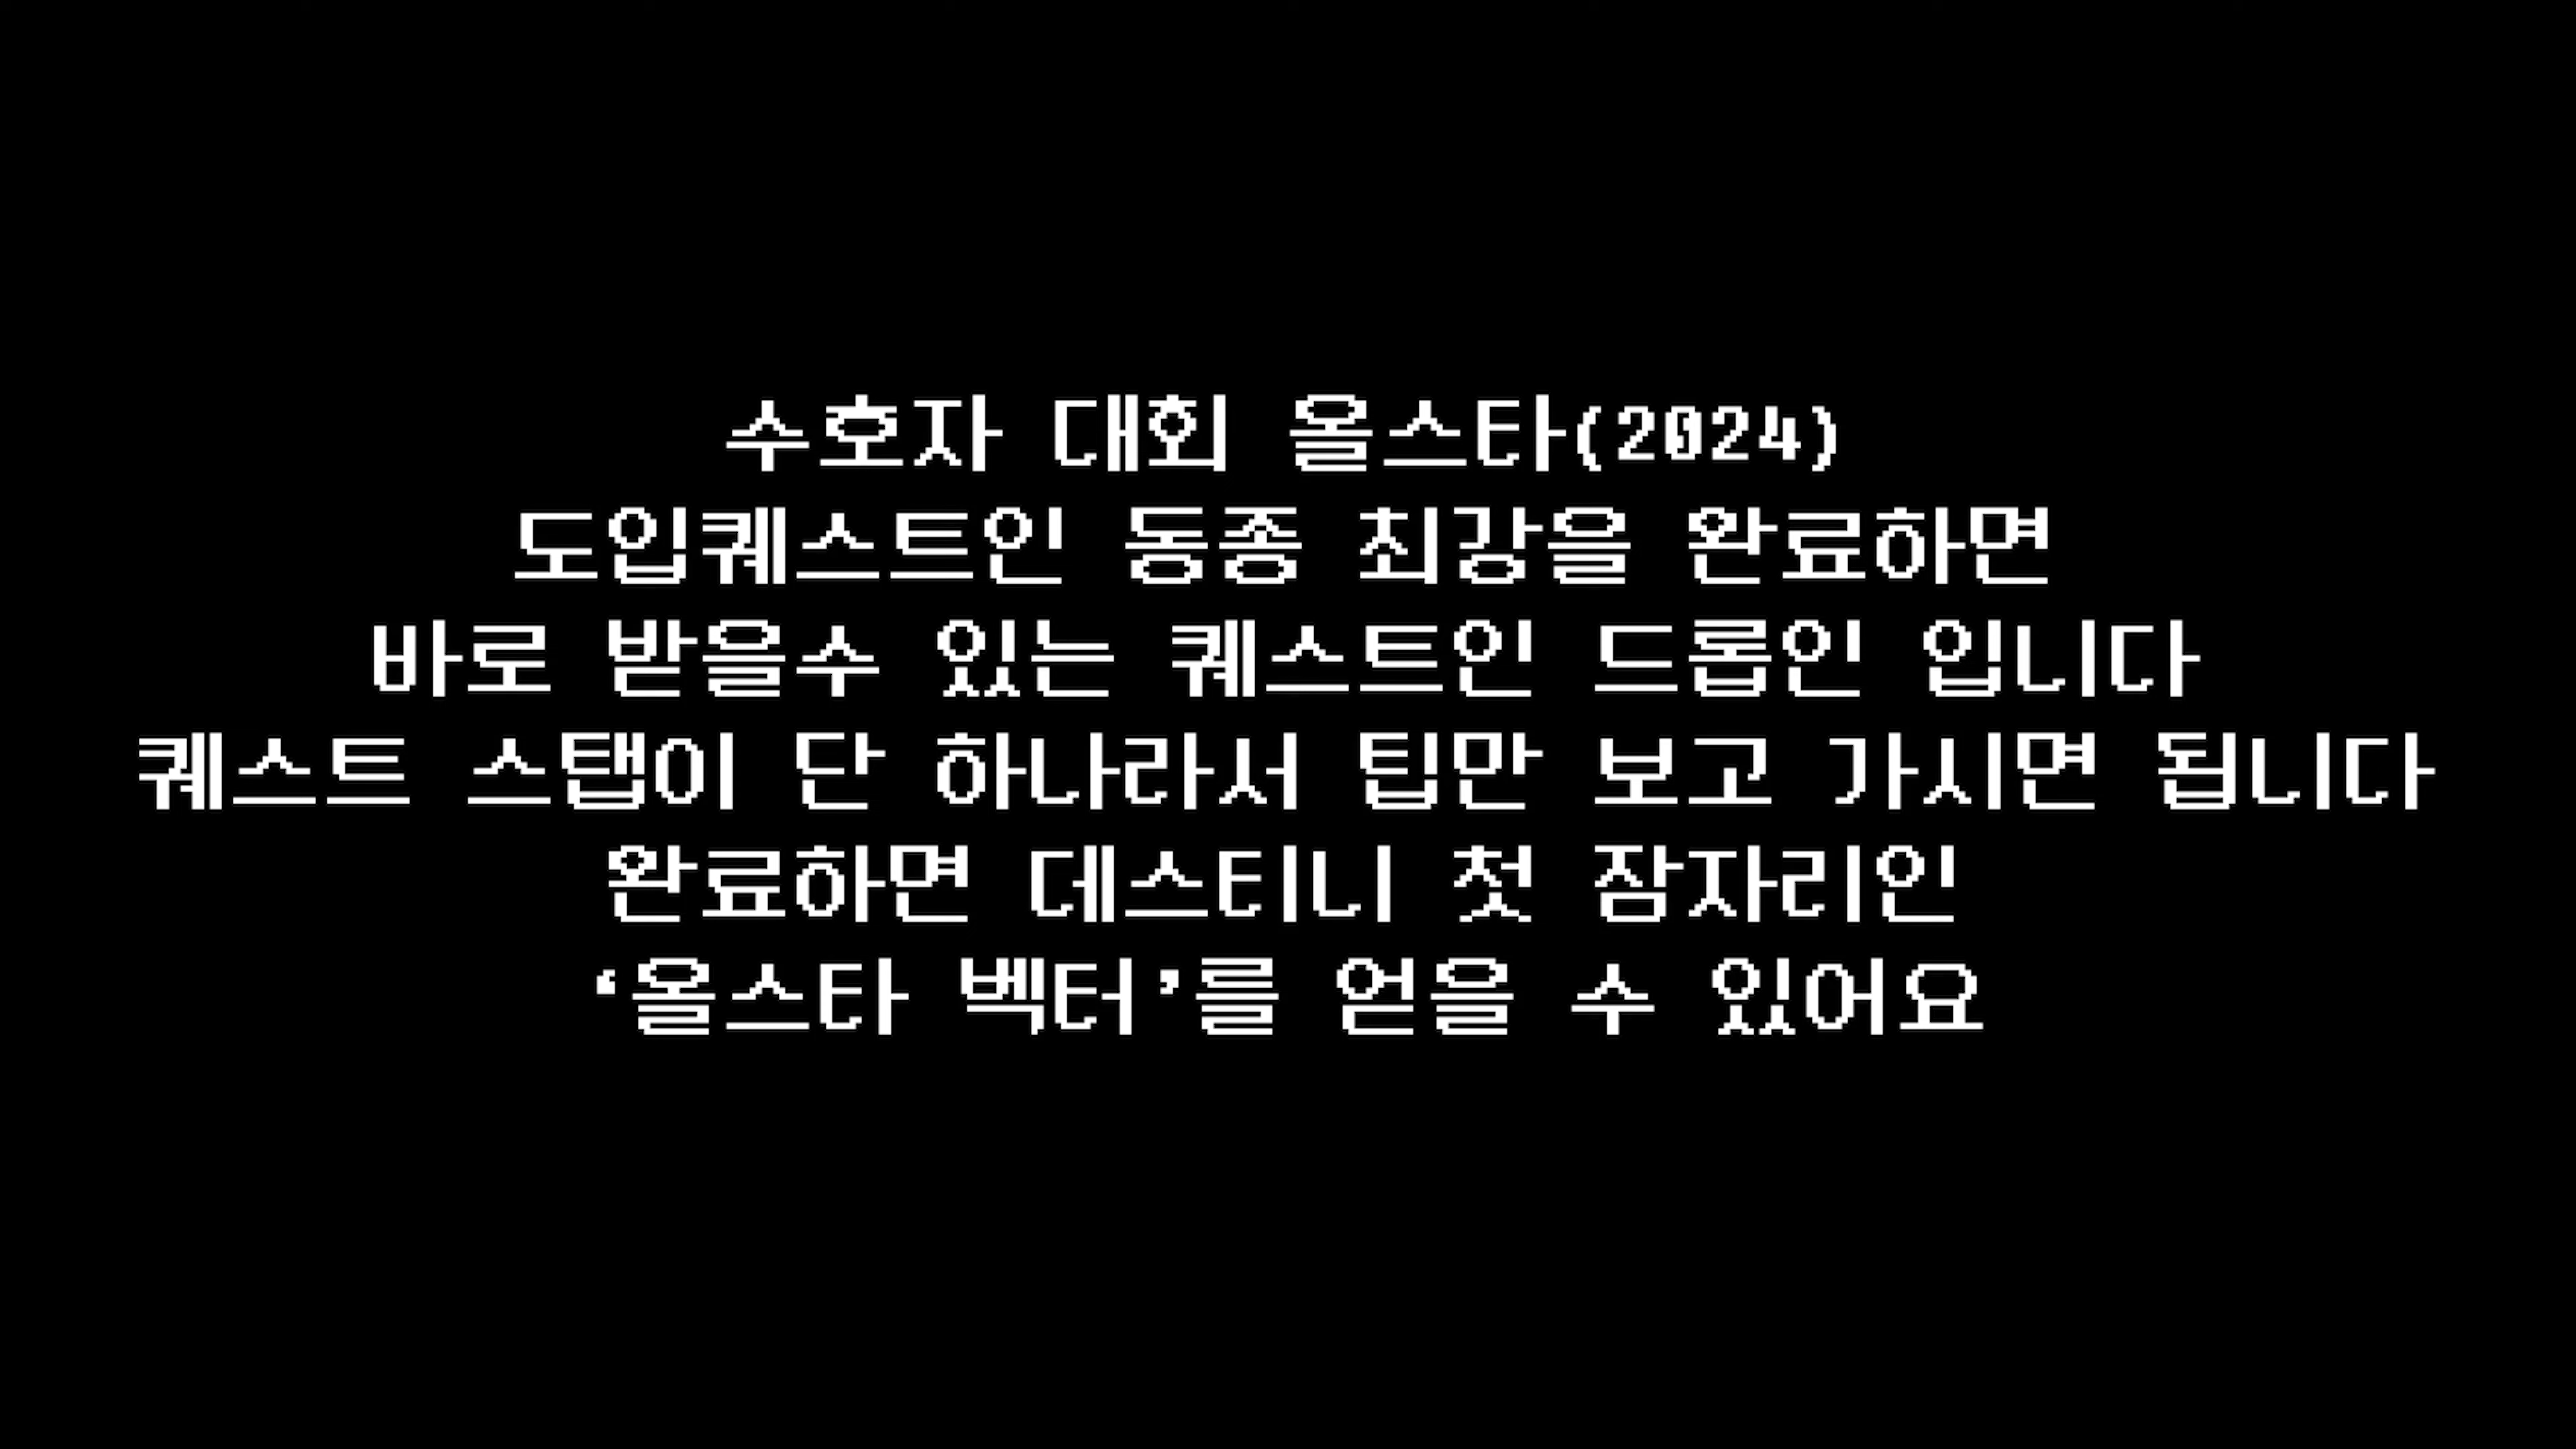 수호자 대회 올스타(2024)
도입퀘스트인 동종 최강을 완료하면
바로 받을수 있는 퀘스트인 드롭인 입니다
퀘스트 스탭이 단 하나라서 팁만 보고 가시면 됩니다
완료하면 데스티니 첫 잠자리인
‘올스타 벡터’를 얻을 수 있어요